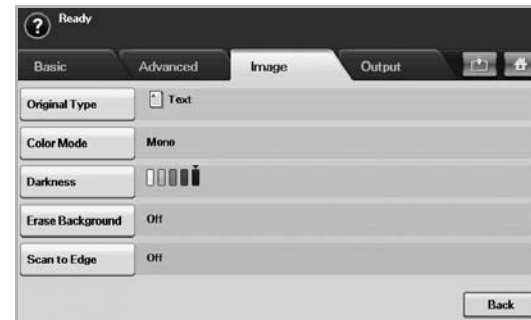 Ready
Basic Advanced Image Output
Original Type Text
Color Mode Mono
Darkness
Erase Background Off
Scan to Edge Off
Back